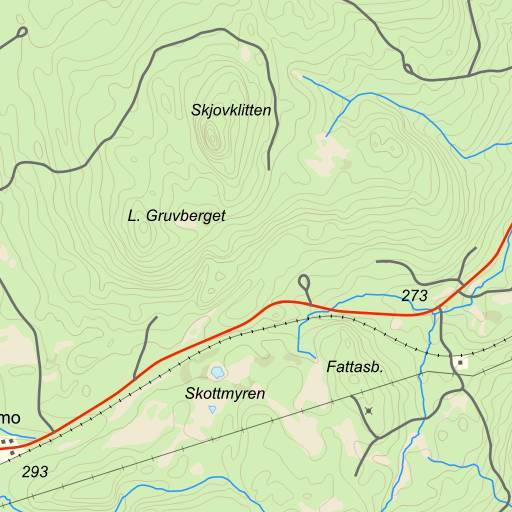 Skjovklitten
L. Gruvberget
273
Fattasb.
Skottmyren
mo
293